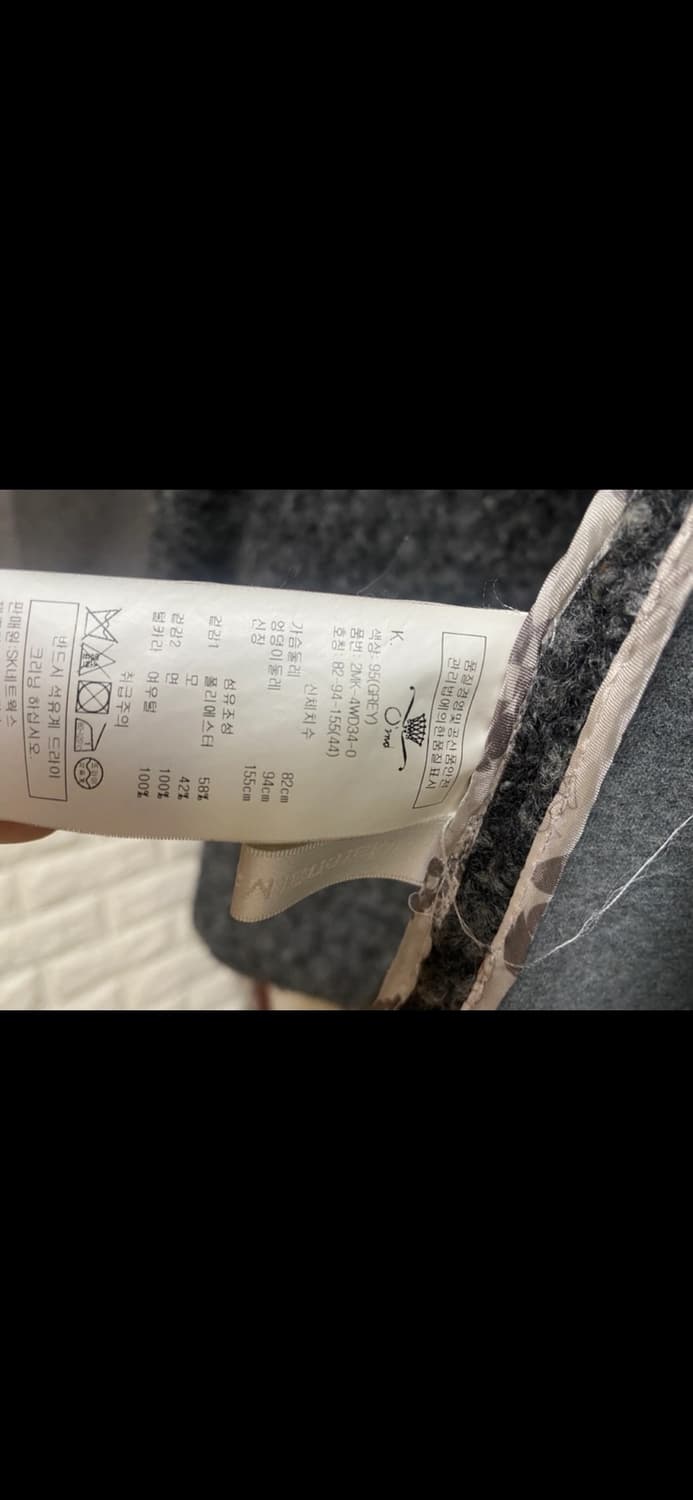 품질경영및공산품안전
관리법에의한품질표시
K.
색상: 95(GREY)
품번: 2MK-4WD34-0
호칭: 82-94-155(44)
신체치수
가슴둘레 82cm
엉덩이둘레 94cm
신장 155cm
섬유조성
겉감1 폴리에스터 58%
모 42%
겉감2 면 100%
털카라 여우털 100%
취급주의
반드시 석유계 드라이
크리닝 하십시오.
판매원:SK네트웍스